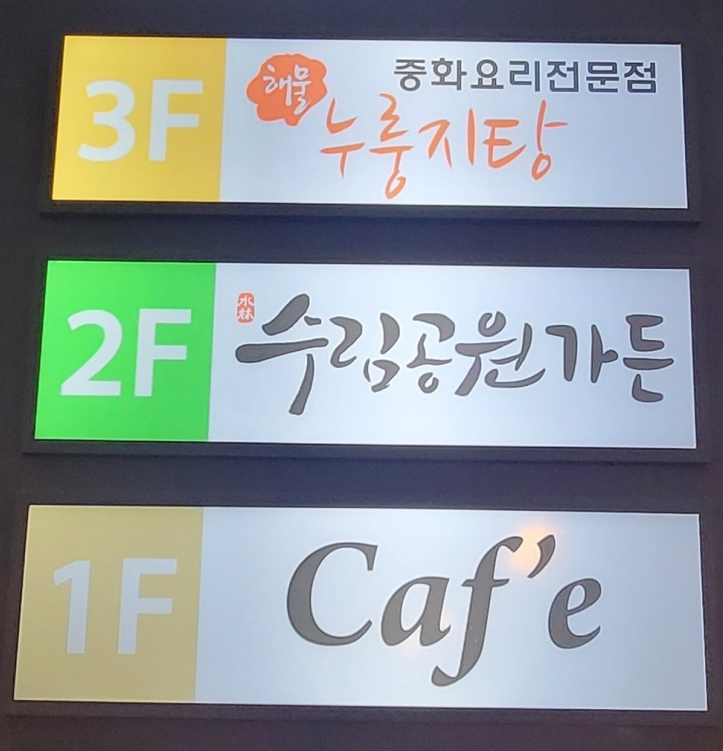 3F
해물
중화요리전문점
누룽지탕
2F
水林
수림공원가든
1F
Caf'e